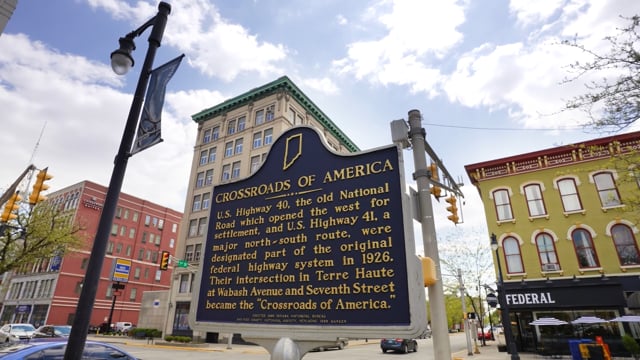 CROSSROADS OF AMERICA
U.S. Highway 40, the old National
Road which opened the west for
settlement, and U.S. Highway 41, a
major north-south route, were
designated part of the original
federal highway system in 1926.
Their intersection in Terre Haute
at Wabash Avenue and Seventh Street
became the "Crossroads of America."
FEDERAL